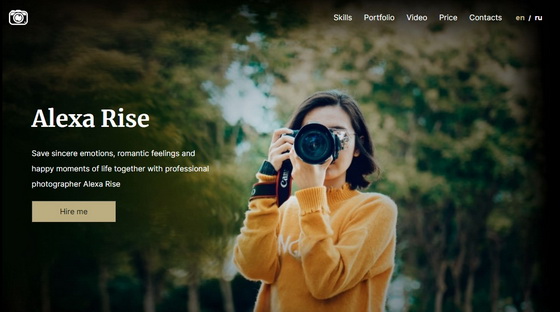 Skills Portfolio Video Price Contacts en / ru
Alexa Rise
Save sincere emotions, romantic feelings and
happy moments of life together with professional
photographer Alexa Rise
Hire me
Canon